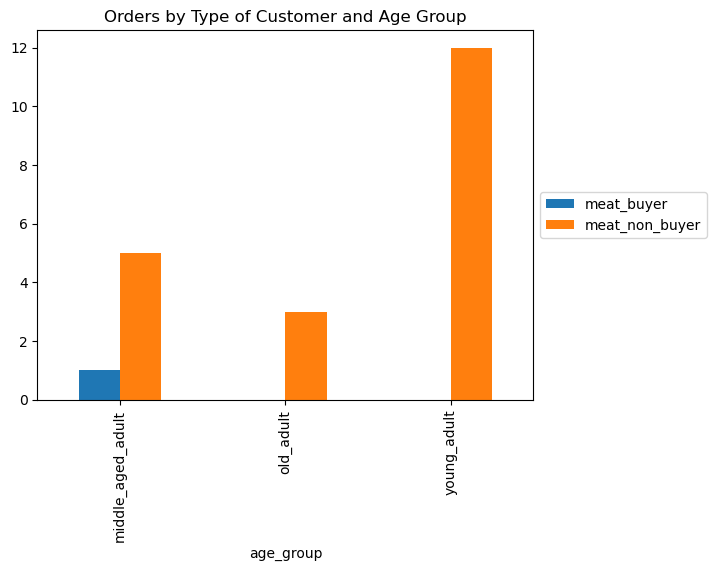 Orders by Type of Customer and Age Group
12
10
8
6
4
2
0
meat_buyer
meat_non_buyer
middle_aged_adult
old_adult
young_adult
age_group